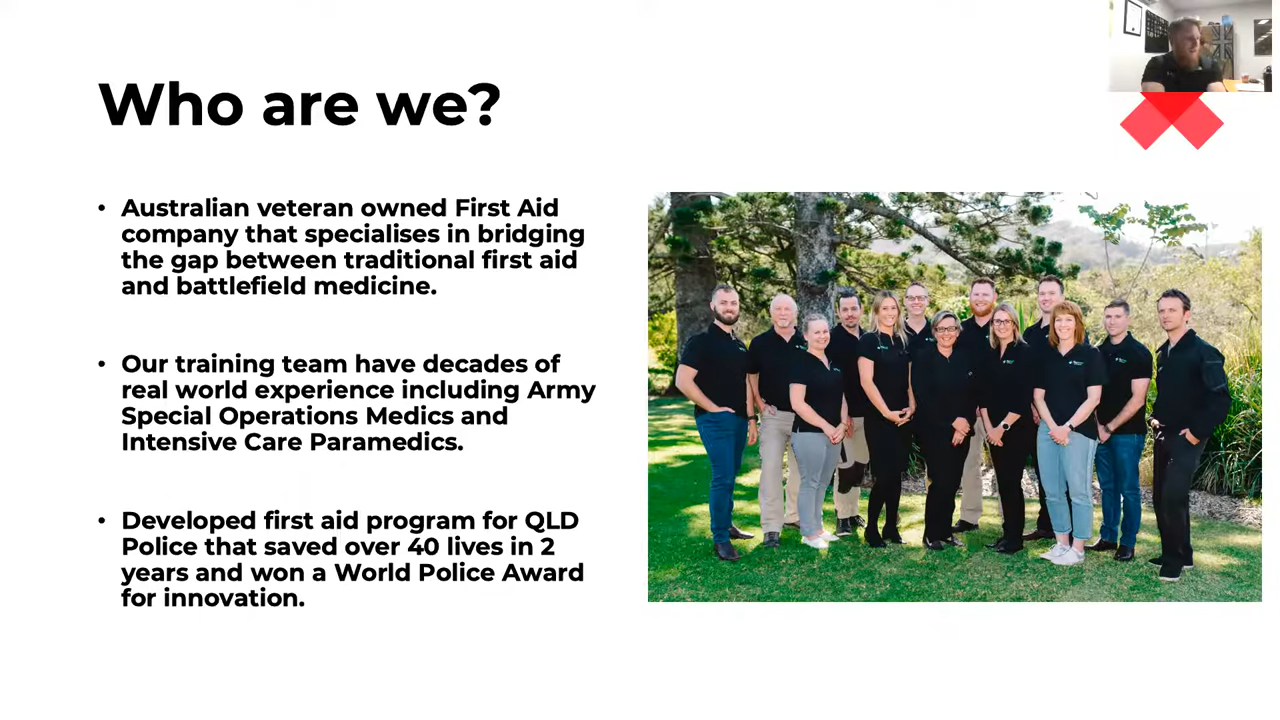 Who are we?
• Australian veteran owned First Aid
company that specialises in bridging
the gap between traditional first aid
and battlefield medicine.
• Our training team have decades of
real world experience including Army
Special Operations Medics and
Intensive Care Paramedics.
• Developed first aid program for QLD
Police that saved over 40 lives in 2
years and won a World Police Award
for innovation.